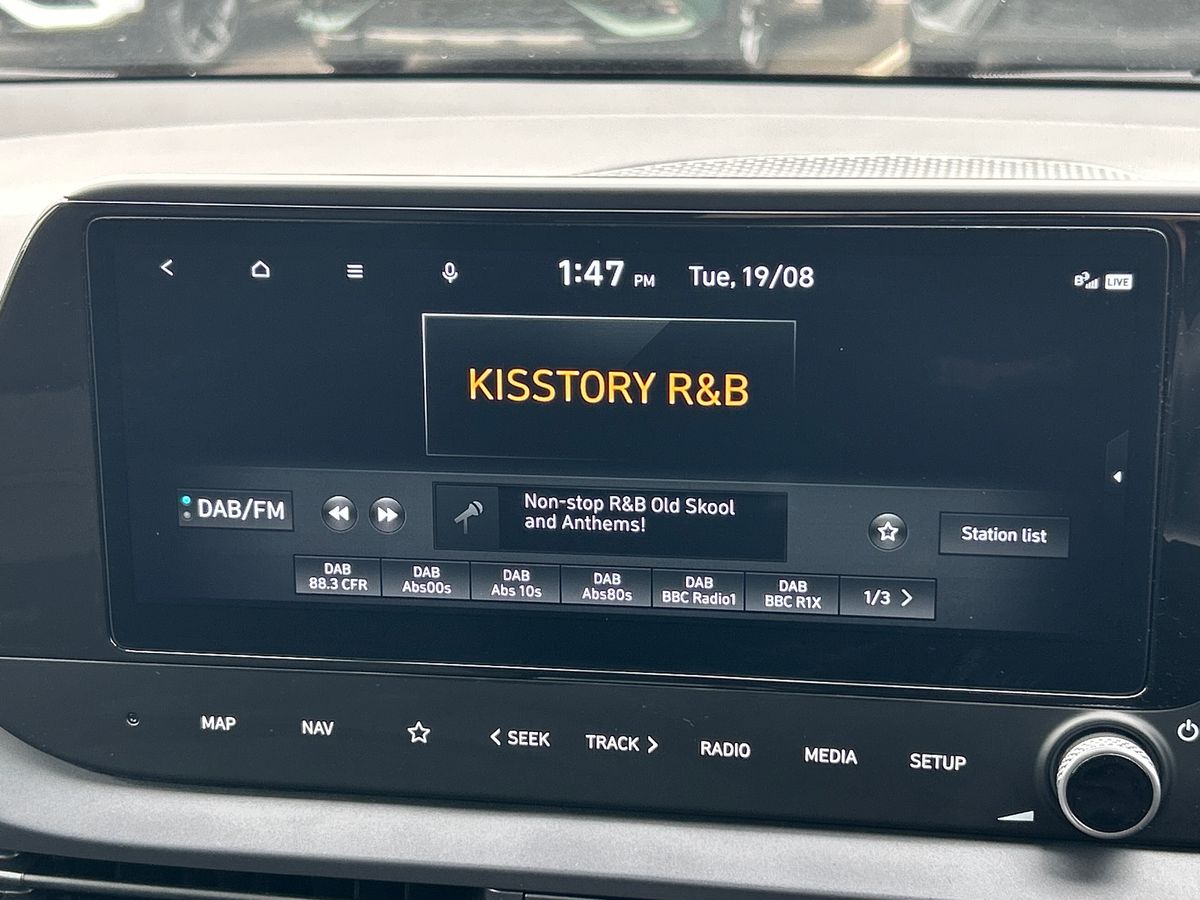 1:47 PM Tue, 19/08
LIVE
KISSTORY R&B
DAB/FM
Non-stop R&B Old Skool
and Anthems!
Station list
DAB
88.3 CFR
DAB
Abs00s
DAB
Abs 10s
DAB
Abs80s
DAB
BBC Radio1
DAB
BBC R1X
1/3
MAP
NAV
SEEK
TRACK
RADIO
MEDIA
SETUP